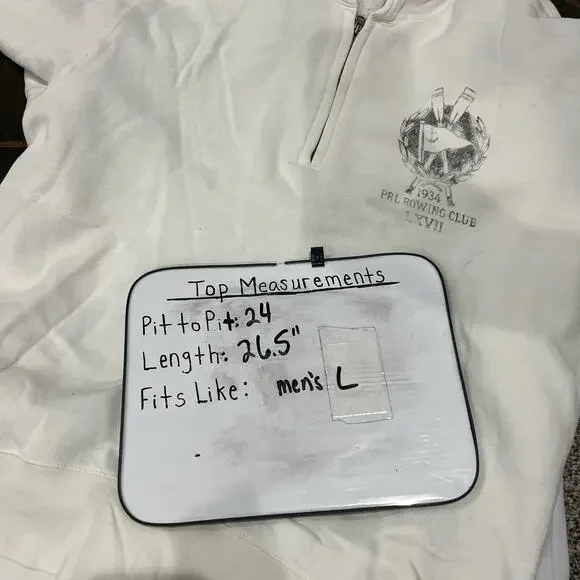 1934
PRL ROWING CLUB
LXVII
Top Measurements
Pit to Pit: 24
Length: 26.5"
Fits Like: men's L